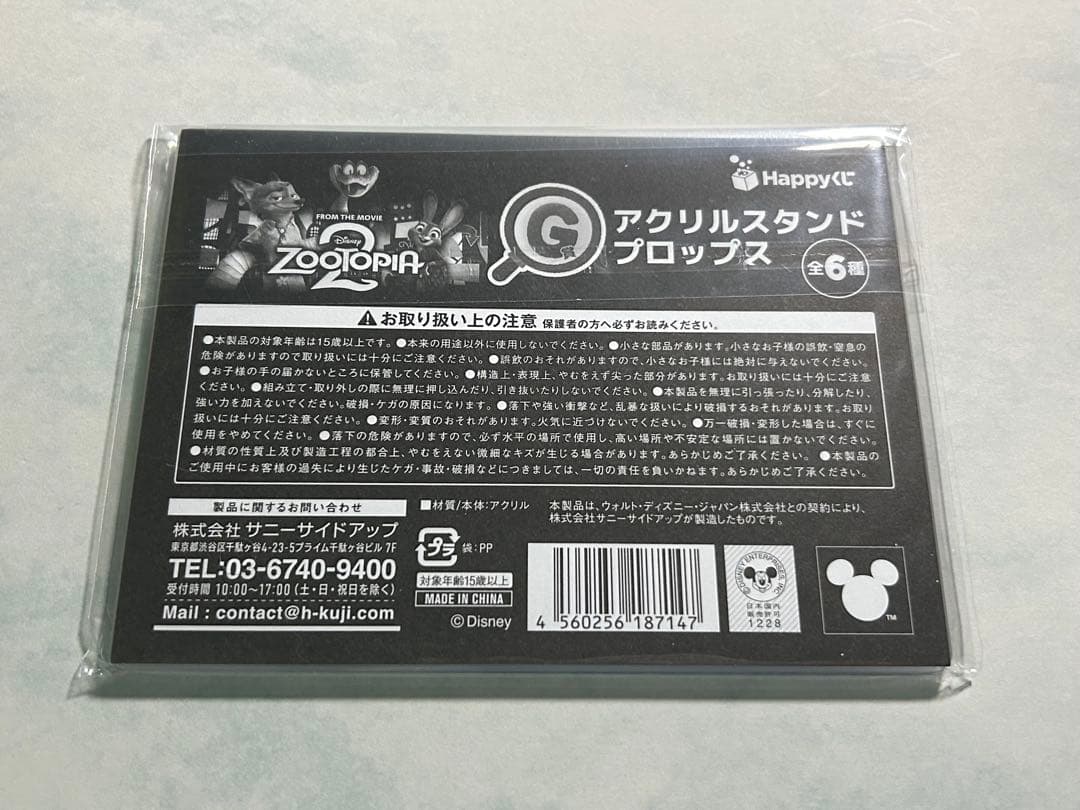 Happyくじ
FROM THE MOVIE
Disney
ZOOTOPIA
2
G
アクリルスタンド
プロップス
全6種
⚠お取り扱い上の注意 保護者の方へ必ずお読みください。
●本製品の対象年齢は15歳以上です。●本来の用途以外に使用しないでください。●小さな部品があります。小さなお子様の誤飲・窒息の
危険がありますので取り扱いには十分にご注意ください。●誤飲のおそれがありますので、小さなお子様には絶対に与えないでください。
●お子様の手の届かないところに保管してください。●構造上・表現上、やむをえず尖った部分があります。お取り扱いには十分にご注意
ください。●組み立て・取り外しの際に無理に押し込んだり、引き抜いたりしないでください。●本製品を無理に引っ張ったり、分解したり、
強い力を加えないでください。破損・ケガの原因になります。●落下や強い衝撃など、乱暴な扱いにより破損するおそれがあります。お取り
扱いには十分にご注意ください。●変形・変質のおそれがあります。火気に近づけないでください。●万一破損・変形した場合は、すぐに
使用をやめてください。●落下の危険がありますので、必ず水平の場所で使用し、高い場所や不安定な場所には置かないでください。
●材質の性質上及び製造工程の都合上、やむをえない微細なキズが生じる場合があります。あらかじめご了承ください。●本製品の
ご使用中にお客様の過失により生じたケガ・事故・破損などにつきましては、一切の責任を負いかねます。あらかじめご了承ください。
製品に関するお問い合わせ
株式会社 サニーサイドアップ
東京都渋谷区千駄ヶ谷4-23-5プライム千駄ヶ谷ビル 7F
TEL:03-6740-9400
受付時間 10:00〜17:00(土・日・祝日を除く)
Mail : contact@h-kuji.com
■材質/本体:アクリル
プラ
袋:PP
対象年齢15歳以上
MADE IN CHINA
©Disney
本製品は、ウォルト・ディズニー・ジャパン株式会社との契約により、
株式会社サニーサイドアップが製造したものです。
4 560256 187147
©DISNEY ENTERPRISES, INC.
日本国内
販売許可
1228
TM